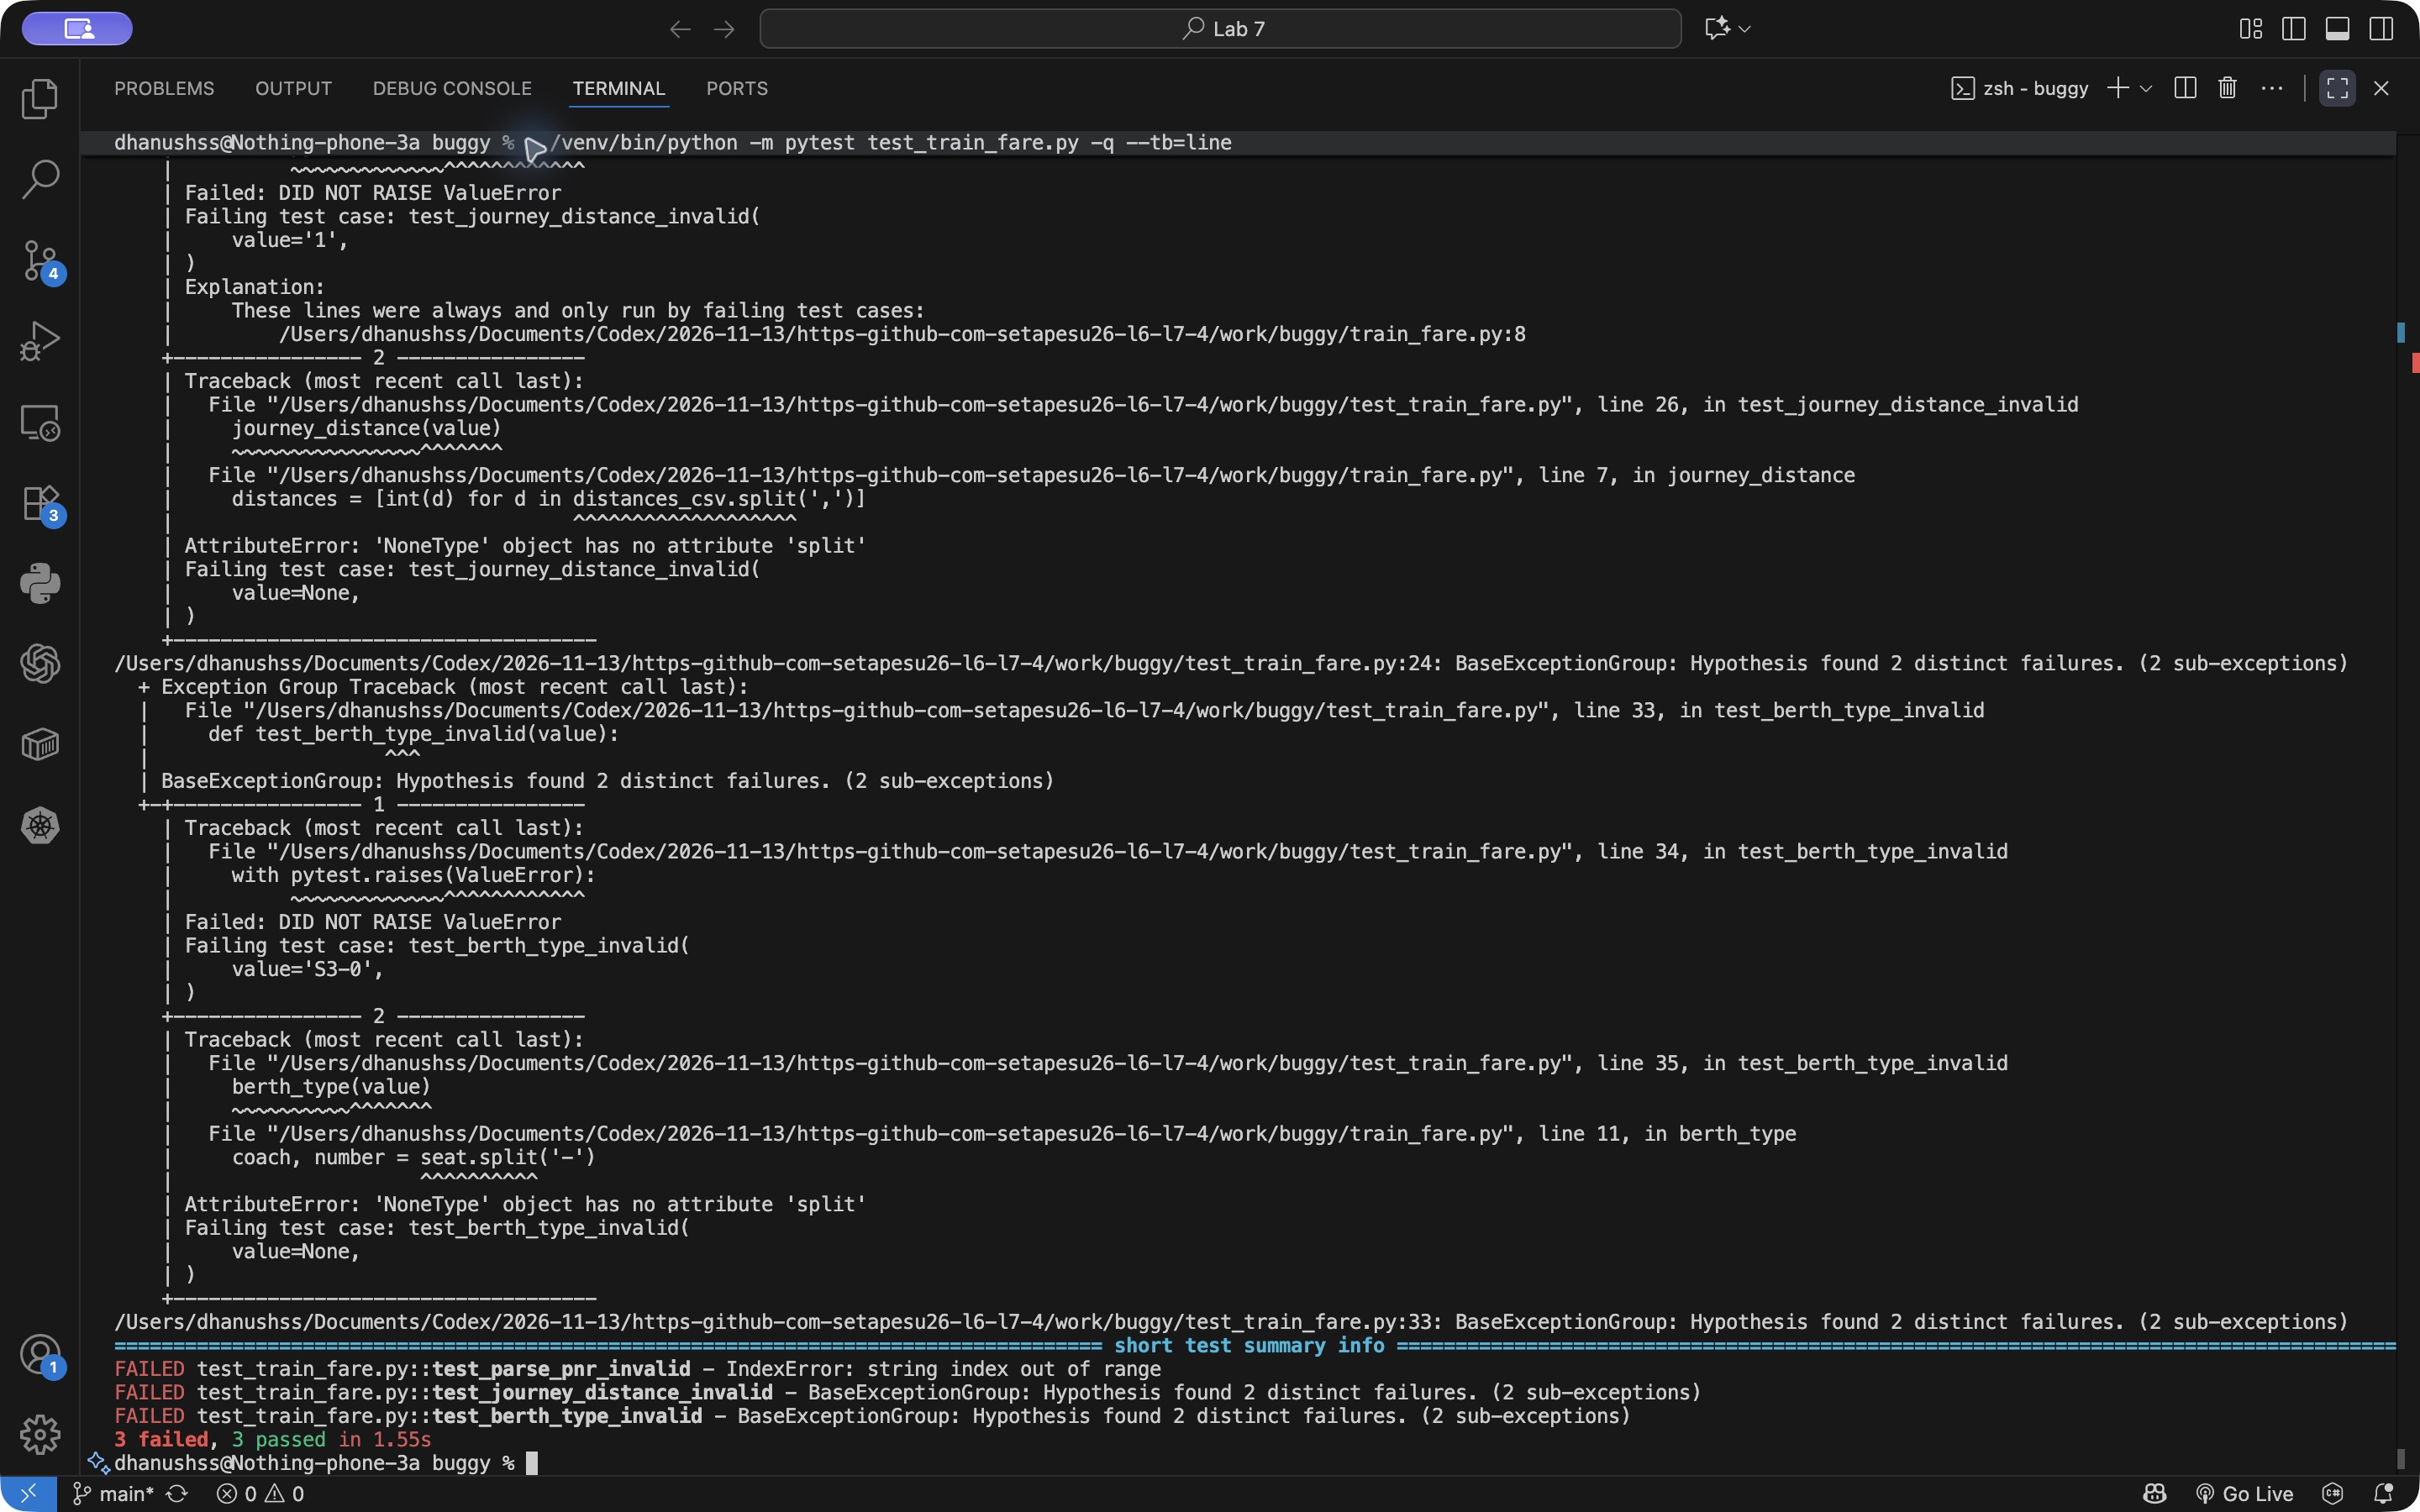 Lab 7
PROBLEMS OUTPUT DEBUG CONSOLE TERMINAL PORTS zsh - buggy
dhanushss@Nothing-phone-3a buggy % /venv/bin/python -m pytest test_train_fare.py -q --tb=line
| ~~~~~~~~~~~~~^^^^^^^^^^^^
| Failed: DID NOT RAISE ValueError
| Failing test case: test_journey_distance_invalid(
|     value='1',
| )
| Explanation:
|     These lines were always and only run by failing test cases:
|         /Users/dhanushss/Documents/Codex/2026-11-13/https-github-com-setapesu26-l6-l7-4/work/buggy/train_fare.py:8
+---------------- 2 ----------------
| Traceback (most recent call last):
|   File "/Users/dhanushss/Documents/Codex/2026-11-13/https-github-com-setapesu26-l6-l7-4/work/buggy/test_train_fare.py", line 26, in test_journey_distance_invalid
|     journey_distance(value)
|     ~~~~~~~~~~~~~~~~^^^^^^^
|   File "/Users/dhanushss/Documents/Codex/2026-11-13/https-github-com-setapesu26-l6-l7-4/work/buggy/train_fare.py", line 7, in journey_distance
|     distances = [int(d) for d in distances_csv.split(',')]
|                                  ^^^^^^^^^^^^^^^^^^^
| AttributeError: 'NoneType' object has no attribute 'split'
| Failing test case: test_journey_distance_invalid(
|     value=None,
| )
+------------------------------------
/Users/dhanushss/Documents/Codex/2026-11-13/https-github-com-setapesu26-l6-l7-4/work/buggy/test_train_fare.py:24: BaseExceptionGroup: Hypothesis found 2 distinct failures. (2 sub-exceptions)
  + Exception Group Traceback (most recent call last):
  |   File "/Users/dhanushss/Documents/Codex/2026-11-13/https-github-com-setapesu26-l6-l7-4/work/buggy/test_train_fare.py", line 33, in test_berth_type_invalid
  |     def test_berth_type_invalid(value):
  |                    ^^^
  | BaseExceptionGroup: Hypothesis found 2 distinct failures. (2 sub-exceptions)
  +-+---------------- 1 ----------------
    | Traceback (most recent call last):
    |   File "/Users/dhanushss/Documents/Codex/2026-11-13/https-github-com-setapesu26-l6-l7-4/work/buggy/test_train_fare.py", line 34, in test_berth_type_invalid
    |     with pytest.raises(ValueError):
    |          ~~~~~~~~~~~~~^^^^^^^^^^^^
    | Failed: DID NOT RAISE ValueError
    | Failing test case: test_berth_type_invalid(
    |     value='S3-0',
    | )
    +---------------- 2 ----------------
    | Traceback (most recent call last):
    |   File "/Users/dhanushss/Documents/Codex/2026-11-13/https-github-com-setapesu26-l6-l7-4/work/buggy/test_train_fare.py", line 35, in test_berth_type_invalid
    |     berth_type(value)
    |     ~~~~~~~~~~^^^^^^^
    |   File "/Users/dhanushss/Documents/Codex/2026-11-13/https-github-com-setapesu26-l6-l7-4/work/buggy/train_fare.py", line 11, in berth_type
    |     coach, number = seat.split('-')
    |                     ^^^^^^^^^^
    | AttributeError: 'NoneType' object has no attribute 'split'
    | Failing test case: test_berth_type_invalid(
    |     value=None,
    | )
    +------------------------------------
/Users/dhanushss/Documents/Codex/2026-11-13/https-github-com-setapesu26-l6-l7-4/work/buggy/test_train_fare.py:33: BaseExceptionGroup: Hypothesis found 2 distinct failures. (2 sub-exceptions)
==================== short test summary info ====================
FAILED test_train_fare.py::test_parse_pnr_invalid - IndexError: string index out of range
FAILED test_train_fare.py::test_journey_distance_invalid - BaseExceptionGroup: Hypothesis found 2 distinct failures. (2 sub-exceptions)
FAILED test_train_fare.py::test_berth_type_invalid - BaseExceptionGroup: Hypothesis found 2 distinct failures. (2 sub-exceptions)
3 failed, 3 passed in 1.55s
dhanushss@Nothing-phone-3a buggy %
4
3
1
main* 0 0 Go Live